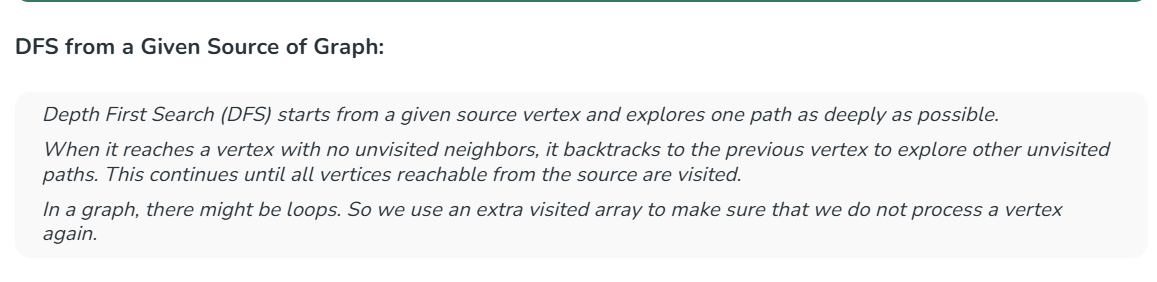 DFS from a Given Source of Graph:
Depth First Search (DFS) starts from a given source vertex and explores one path as deeply as possible.
When it reaches a vertex with no unvisited neighbors, it backtracks to the previous vertex to explore other unvisited
paths. This continues until all vertices reachable from the source are visited.
In a graph, there might be loops. So we use an extra visited array to make sure that we do not process a vertex
again.